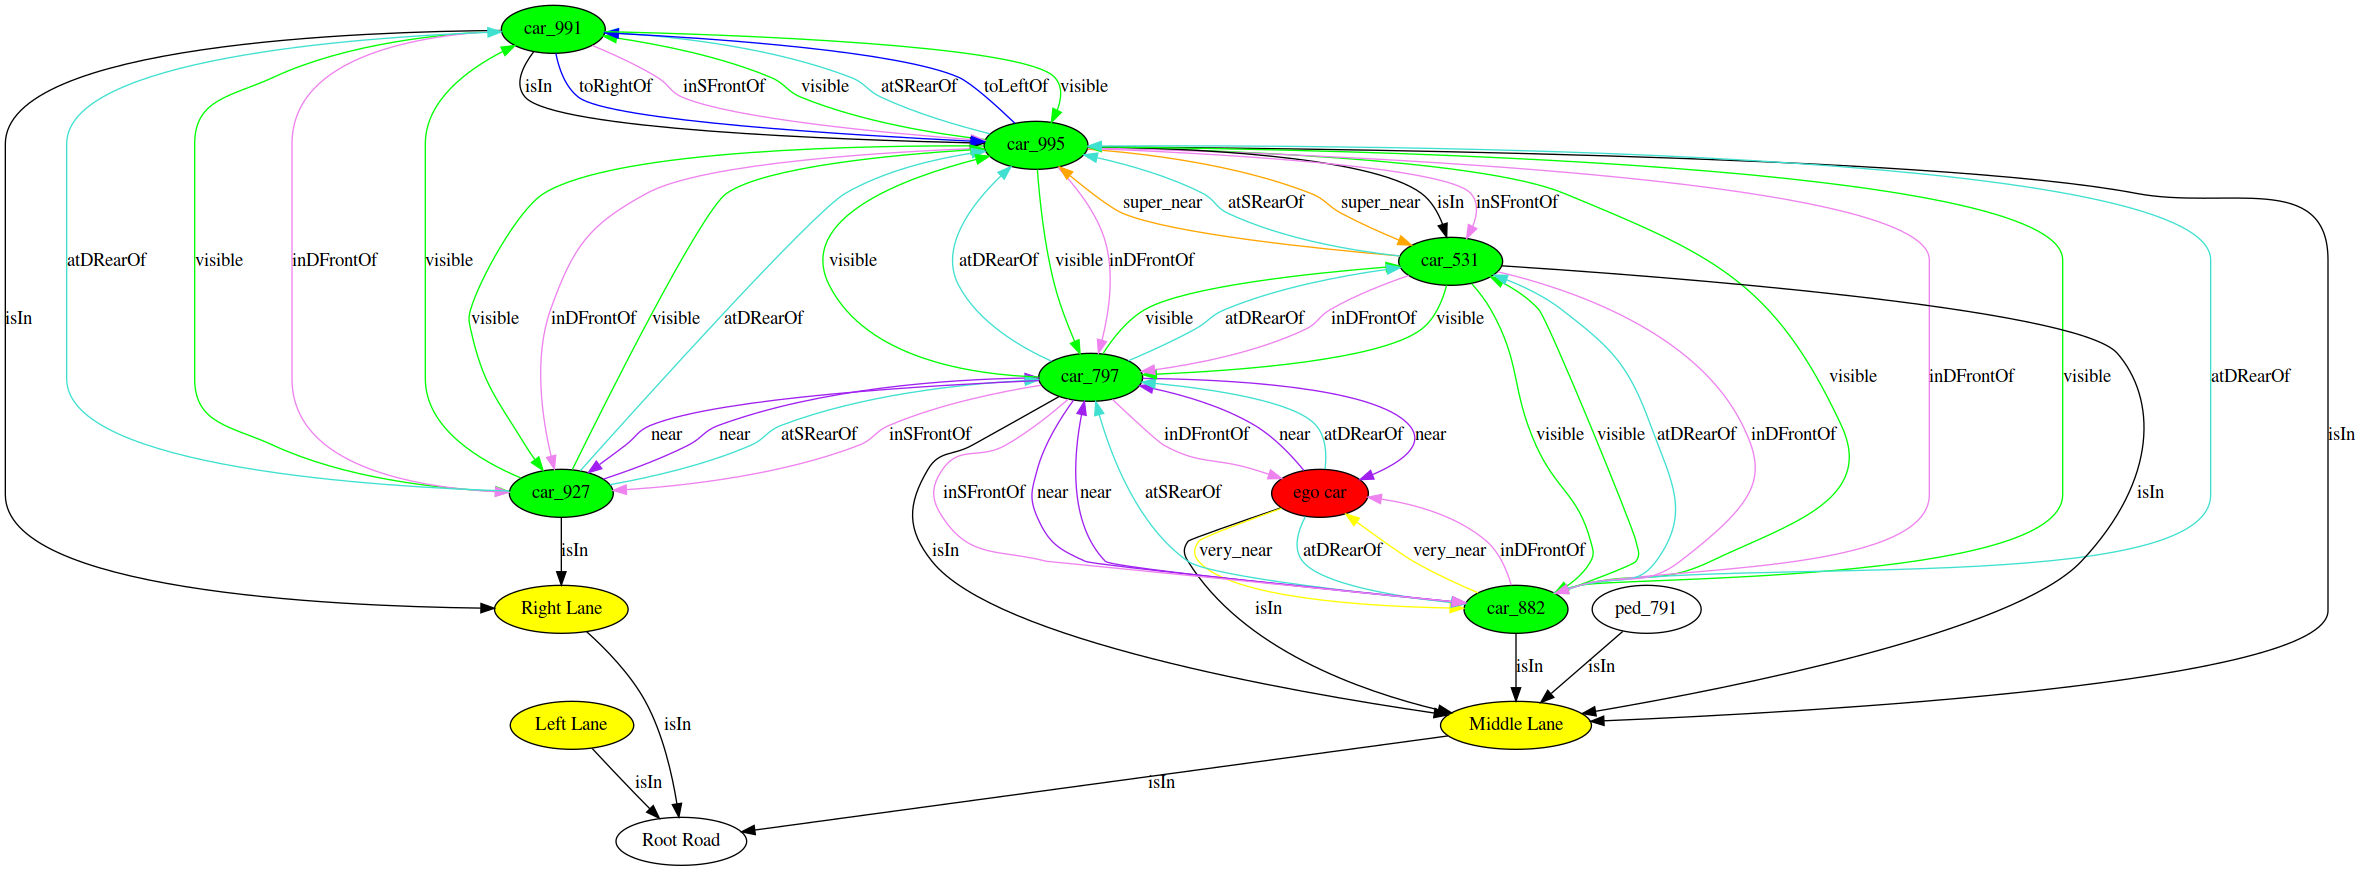 car_991
isIn
toRightOf
inSFrontOf
visible
atSRearOf
toLeftOf
visible
car_995
super_near
atSRearOf
super_near
isIn
inSFrontOf
atDRearOf
visible
inDFrontOf
visible
visible
atDRearOf
visible
inDFrontOf
car_531
isIn
visible
inDFrontOf
visible
atDRearOf
visible
atDRearOf
inDFrontOf
visible
car_797
visible
inDFrontOf
visible
atDRearOf
near
near
atSRearOf
inSFrontOf
inDFrontOf
near
atDRearOf
near
visible
visible
atDRearOf
inDFrontOf
isIn
car_927
inSFrontOf
near
near
atSRearOf
ego car
isIn
isIn
isIn
very_near
atDRearOf
very_near
inDFrontOf
Right Lane
isIn
car_882
ped_791
isIn
isIn
Left Lane
isIn
Middle Lane
isIn
isIn
Root Road